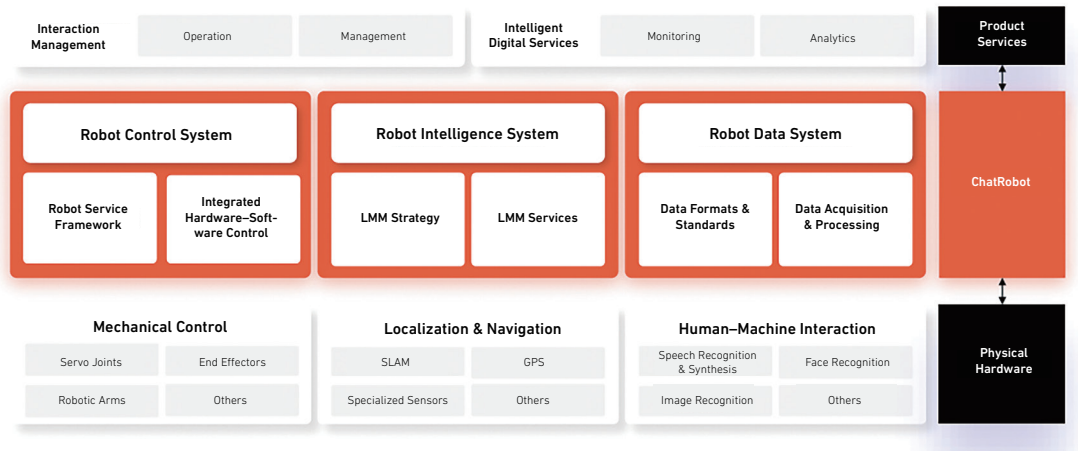 Interaction
Management
Operation
Management
Intelligent
Digital Services
Monitoring
Analytics
Product
Services
Robot Control System
Robot Intelligence System
Robot Data System
ChatRobot
Robot Service
Framework
Integrated
Hardware–Soft-
ware Control
LMM Strategy
LMM Services
Data Formats &
Standards
Data Acquisition
& Processing
Mechanical Control
Servo Joints
End Effectors
Robotic Arms
Others
Localization & Navigation
SLAM
GPS
Specialized Sensors
Others
Human–Machine Interaction
Speech Recognition
& Synthesis
Face Recognition
Image Recognition
Others
Physical
Hardware